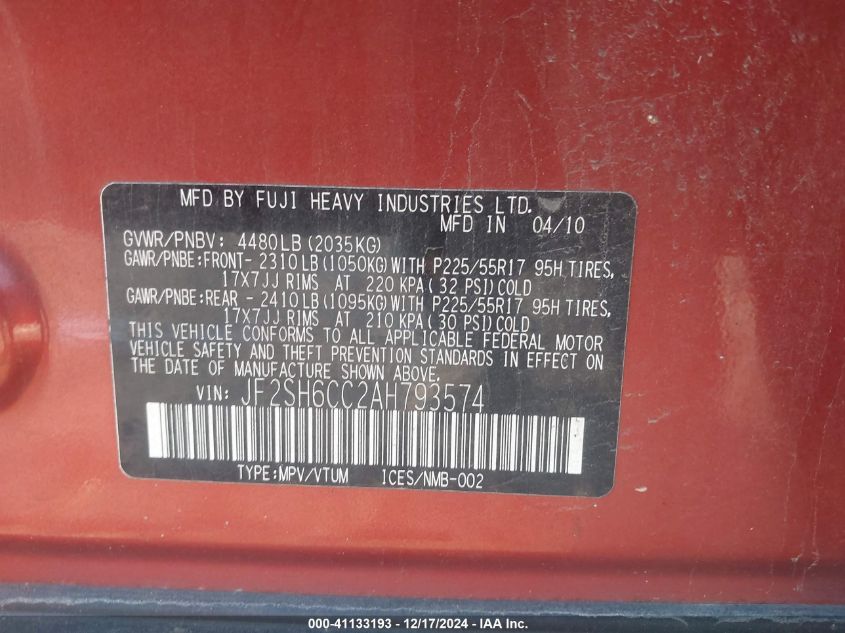 MFD BY FUJI HEAVY INDUSTRIES LTD.
MFD IN 04/10
GVWR/PNBV: 4480LB(2035KG)
GAWR/PNBE:FRONT- 2310LB(1050KG)WITH P225/55R17 95H TIRES,
17X7JJ RIMS AT 220 KPA(32 PSI)COLD
GAWR/PNBE:REAR - 2410LB(1095KG)WITH P225/55R17 95H TIRES,
17X7JJ RIMS AT 210 KPA(30 PSI)COLD
THIS VEHICLE CONFORMS TO ALL APPLICABLE FEDERAL MOTOR
VEHICLE SAFETY AND THEFT PREVENTION STANDARDS IN EFFECT ON
THE DATE OF MANUFACTURE SHOWN ABOVE.
VIN: JF2SH6CC2AH793574
TYPE:MPV/VTUM ICES/NMB-002
000-41133193 - 12/17/2024 - IAA Inc.